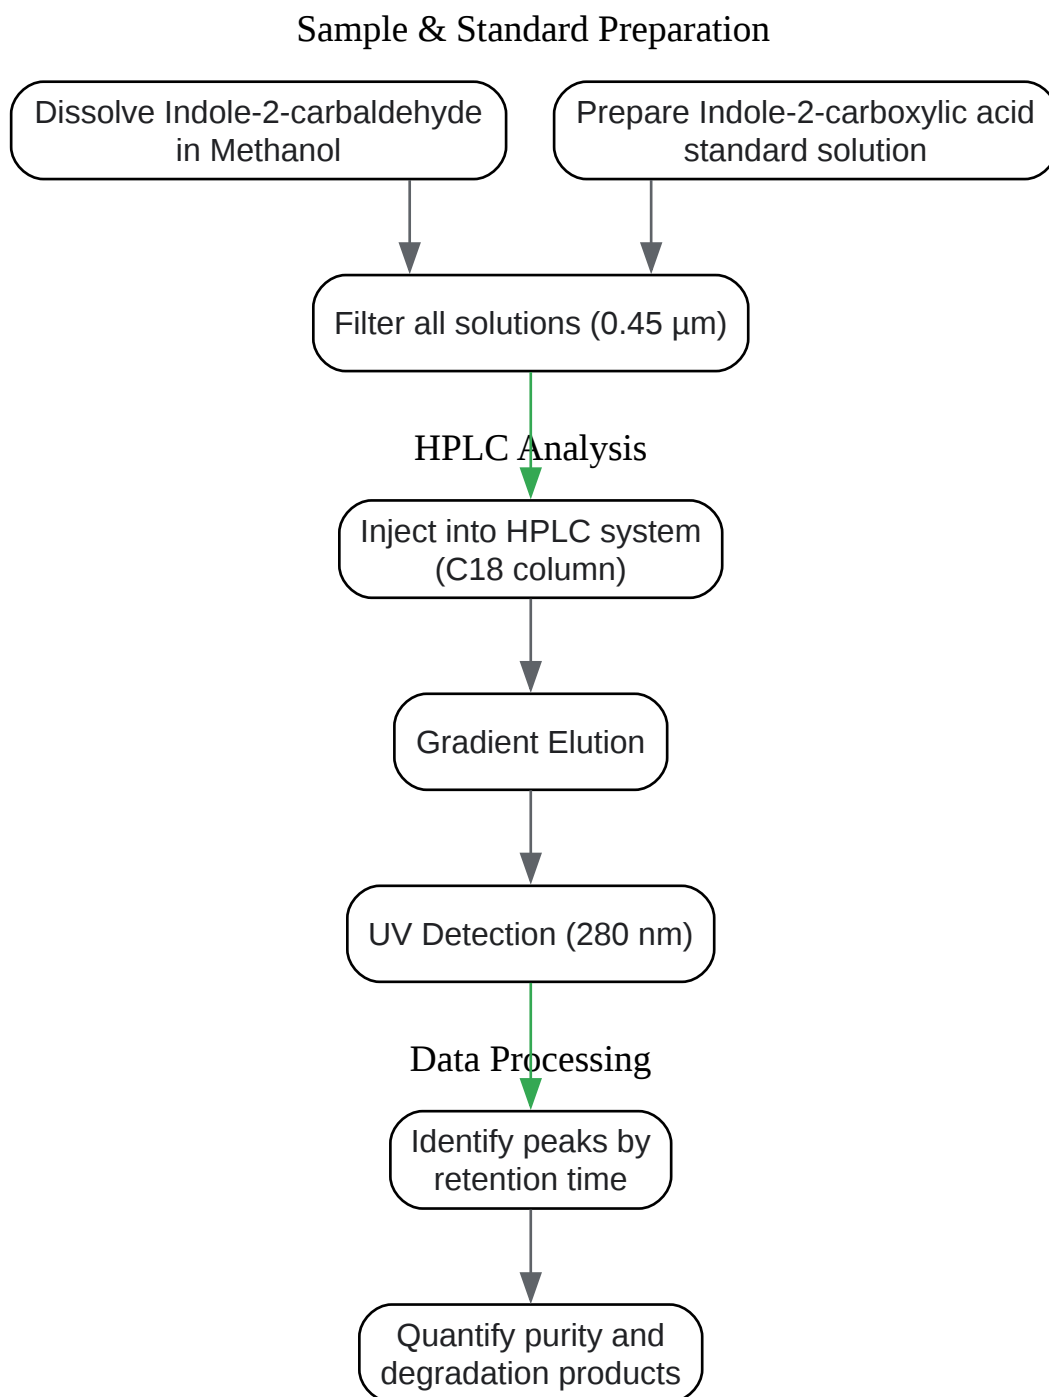 Sample & Standard Preparation
Dissolve Indole-2-carbaldehyde
in Methanol
Prepare Indole-2-carboxylic acid
standard solution
Filter all solutions (0.45 µm)
HPLC Analysis
Inject into HPLC system
(C18 column)
Gradient Elution
UV Detection (280 nm)
Data Processing
Identify peaks by
retention time
Quantify purity and
degradation products